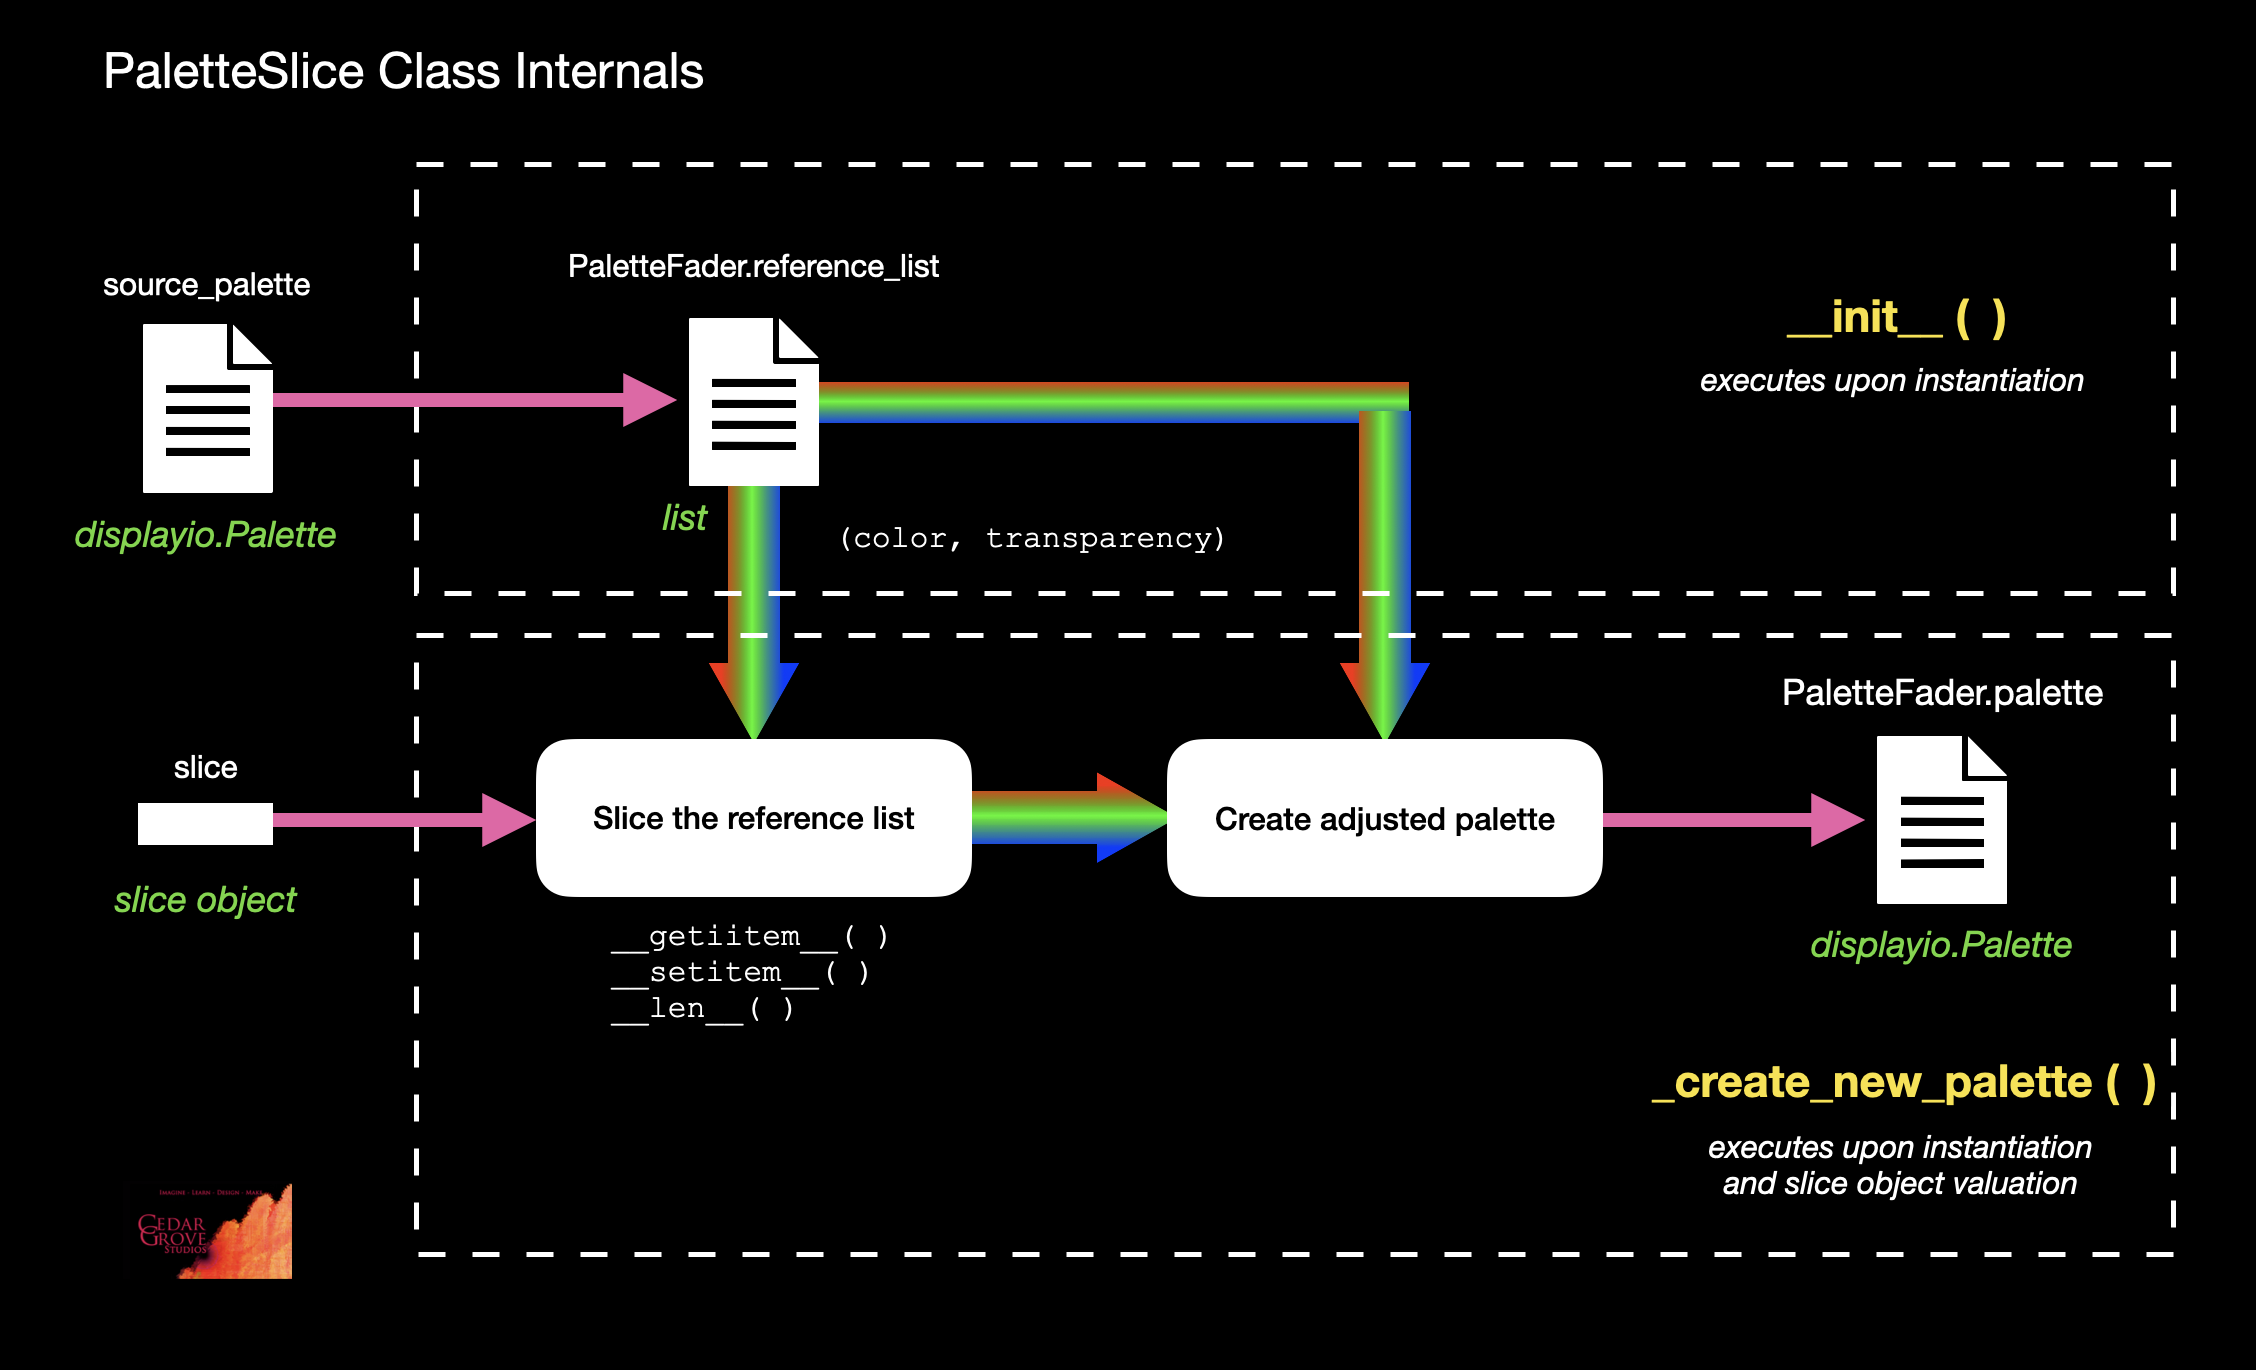 PaletteSlice Class Internals
source_palette
displayio.Palette
PaletteFader.reference_list
list
(color, transparency)
__init__ ( )
executes upon instantiation
slice
slice object
Slice the reference list
__getiitem__( )
__setitem__( )
__len__( )
Create adjusted palette
PaletteFader.palette
displayio.Palette
_create_new_palette ( )
executes upon instantiation
and slice object valuation
IMAGINE · LEARN · DESIGN · MAKE
CEDAR
GROVE
STUDIOS